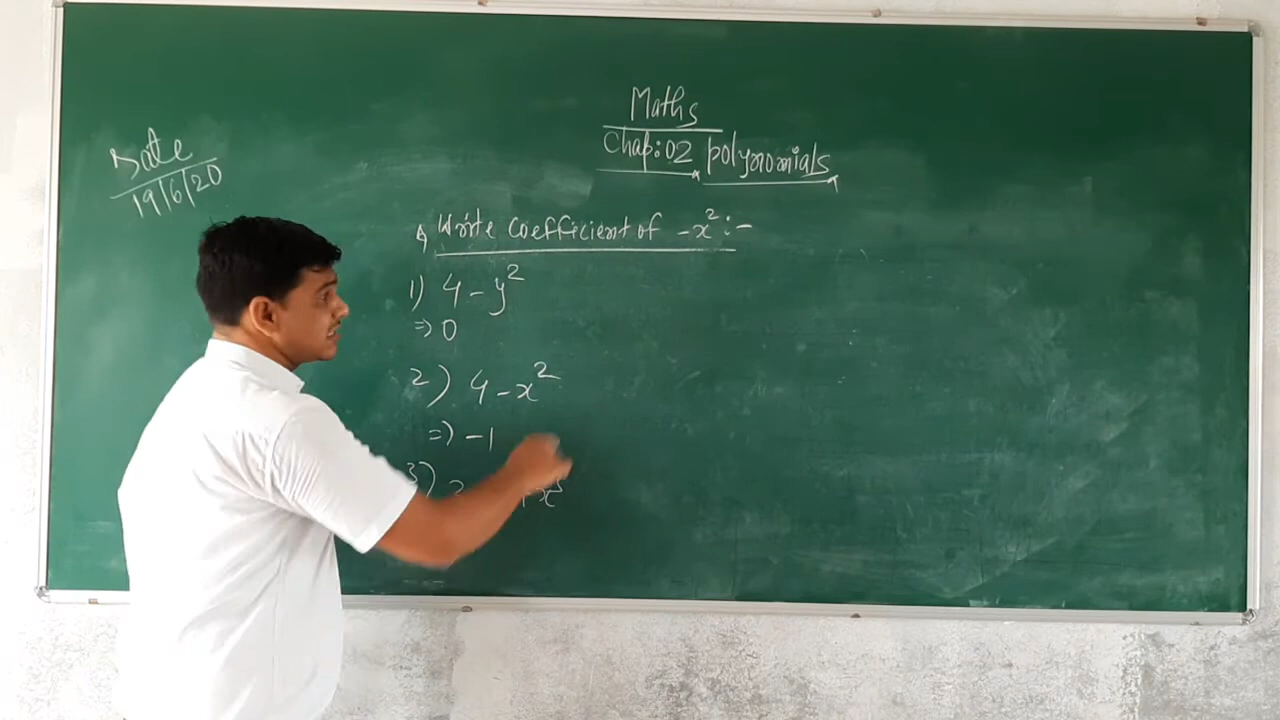 Maths
Chap:02 polynomials
Date
19/6/20
Write Coefficient of -x²:-
1) 4-y²
=> 0
2) 4-x²
=> -1
3)